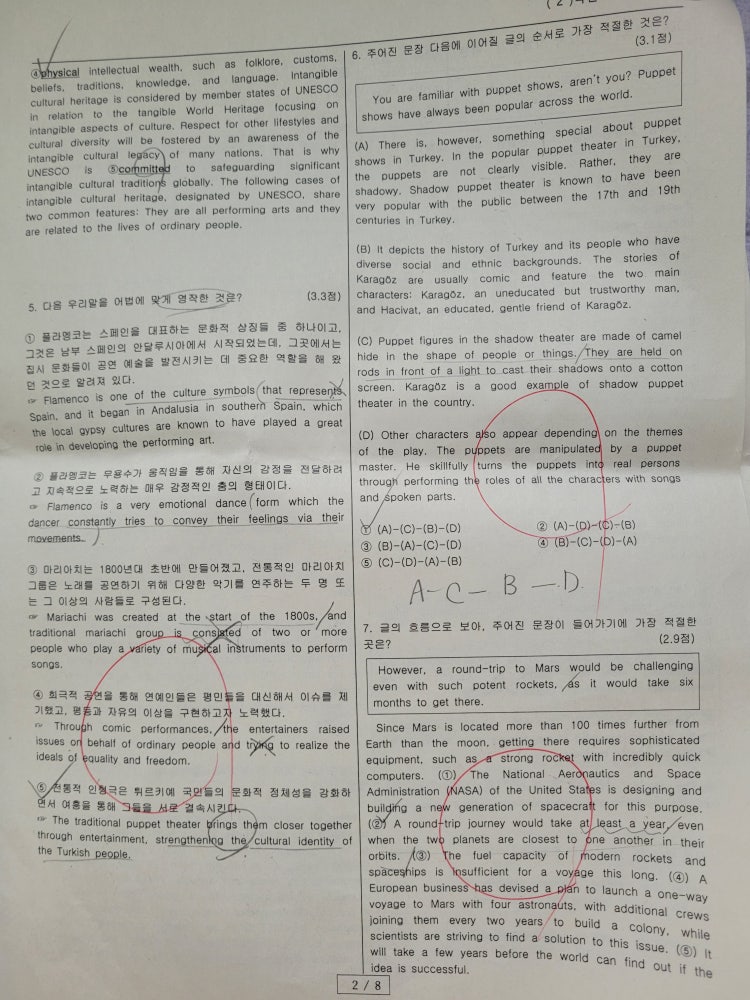 ④physical intellectual wealth, such as folklore, customs,
beliefs, traditions, knowledge, and language. Intangible
cultural heritage is considered by member states of UNESCO
in relation to the tangible World Heritage focusing on
intangible aspects of culture. Respect for other lifestyles and
cultural diversity will be fostered by an awareness of the
intangible cultural legacy of many nations. That is why
UNESCO is ⑤committed to safeguarding significant
intangible cultural traditions globally. The following cases of
intangible cultural heritage, designated by UNESCO, share
two common features: They are all performing arts and they
are related to the lives of ordinary people.
5. 다음 우리말을 어법에 맞게 영작한 것은? (3.3점)
① 플라멩코는 스페인을 대표하는 문화적 상징들 중 하나이고,
그것은 남부 스페인의 안달루시아에서 시작되었는데, 그곳에서는
집시 문화들이 공연 예술을 발전시키는 데 중요한 역할을 해 왔
던 것으로 알려져 있다.
☞ Flamenco is one of the culture symbols that represents
Spain, and it began in Andalusia in southern Spain, which
the local gypsy cultures are known to have played a great
role in developing the performing art.
② 플라멩코는 무용수가 움직임을 통해 자신의 감정을 전달하려
고 지속적으로 노력하는 매우 감정적인 춤의 형태이다.
☞ Flamenco is a very emotional dance form which the
dancer constantly tries to convey their feelings via their
movements.
③ 마리아치는 1800년대 초반에 만들어졌고, 전통적인 마리아치
그룹은 노래를 공연하기 위해 다양한 악기를 연주하는 두 명 또
는 그 이상의 사람들로 구성된다.
☞ Mariachi was created at the start of the 1800s, and
traditional mariachi group is consisted of two or more
people who play a variety of musical instruments to perform
songs.
④ 희극적 공연을 통해 연예인들은 평민들을 대신해서 이슈를 제
기했고, 평등과 자유의 이상을 구현하고자 노력했다.
☞ Through comic performances, the entertainers raised
issues on behalf of ordinary people and trying to realize the
ideals of equality and freedom.
⑤ 전통적 인형극은 튀르키예 국민들의 문화적 정체성을 강화하
면서 여흥을 통해 그들을 서로 결속시킨다.
☞ The traditional puppet theater brings them closer together
through entertainment, strengthening the cultural identity of
the Turkish people.
6. 주어진 문장 다음에 이어질 글의 순서로 가장 적절한 것은?
(3.1점)
You are familiar with puppet shows, aren't you? Puppet
shows have always been popular across the world.
(A) There is, however, something special about puppet
shows in Turkey. In the popular puppet theater in Turkey,
the puppets are not clearly visible. Rather, they are
shadowy. Shadow puppet theater is known to have been
very popular with the public between the 17th and 19th
centuries in Turkey.
(B) It depicts the history of Turkey and its people who have
diverse social and ethnic backgrounds. The stories of
Karagöz are usually comic and feature the two main
characters: Karagöz, an uneducated but trustworthy man,
and Hacivat, an educated, gentle friend of Karagöz.
(C) Puppet figures in the shadow theater are made of camel
hide in the shape of people or things. They are held on
rods in front of a light to cast their shadows onto a cotton
screen. Karagöz is a good example of shadow puppet
theater in the country.
(D) Other characters also appear depending on the themes
of the play. The puppets are manipulated by a puppet
master. He skillfully turns the puppets into real persons
through performing the roles of all the characters with songs
and spoken parts.
① (A)-(C)-(B)-(D) ② (A)-(D)-(C)-(B)
③ (B)-(A)-(C)-(D) ④ (B)-(C)-(D)-(A)
⑤ (C)-(D)-(A)-(B)
A-C-B-D
7. 글의 흐름으로 보아, 주어진 문장이 들어가기에 가장 적절한
곳은? (2.9점)
However, a round-trip to Mars would be challenging
even with such potent rockets, as it would take six
months to get there.
Since Mars is located more than 100 times further from
Earth than the moon, getting there requires sophisticated
equipment, such as a strong rocket with incredibly quick
computers. (①) The National Aeronautics and Space
Administration (NASA) of the United States is designing and
building a new generation of spacecraft for this purpose.
(②) A round-trip journey would take at least a year, even
when the two planets are closest to one another in their
orbits. (③) The fuel capacity of modern rockets and
spaceships is insufficient for a voyage this long. (④) A
European business has devised a plan to launch a one-way
voyage to Mars with four astronauts, with additional crews
joining them every two years to build a colony, while
scientists are striving to find a solution to this issue. (⑤) It
will take a few years before the world can find out if the
idea is successful.
2 / 8